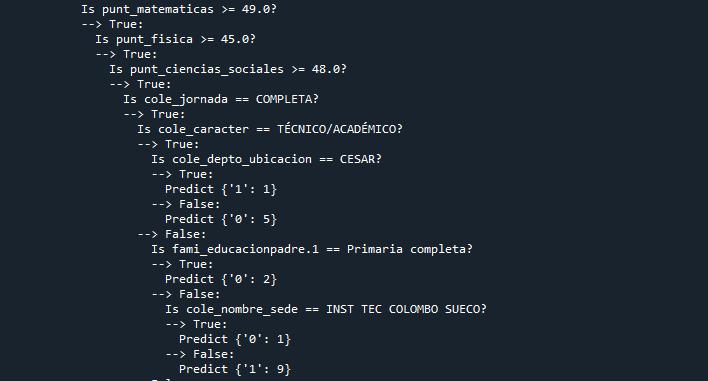 Is punt_matematicas >= 49.0?
--> True:
Is punt_fisica >= 45.0?
--> True:
Is punt_ciencias_sociales >= 48.0?
--> True:
Is cole_jornada == COMPLETA?
--> True:
Is cole_caracter == TÉCNICO/ACADÉMICO?
--> True:
Is cole_depto_ubicacion == CESAR?
--> True:
Predict {'1': 1}
--> False:
Predict {'0': 5}
--> False:
Is fami_educacionpadre.1 == Primaria completa?
--> True:
Predict {'0': 2}
--> False:
Is cole_nombre_sede == INST TEC COLOMBO SUECO?
--> True:
Predict {'0': 1}
--> False:
Predict {'1': 9}